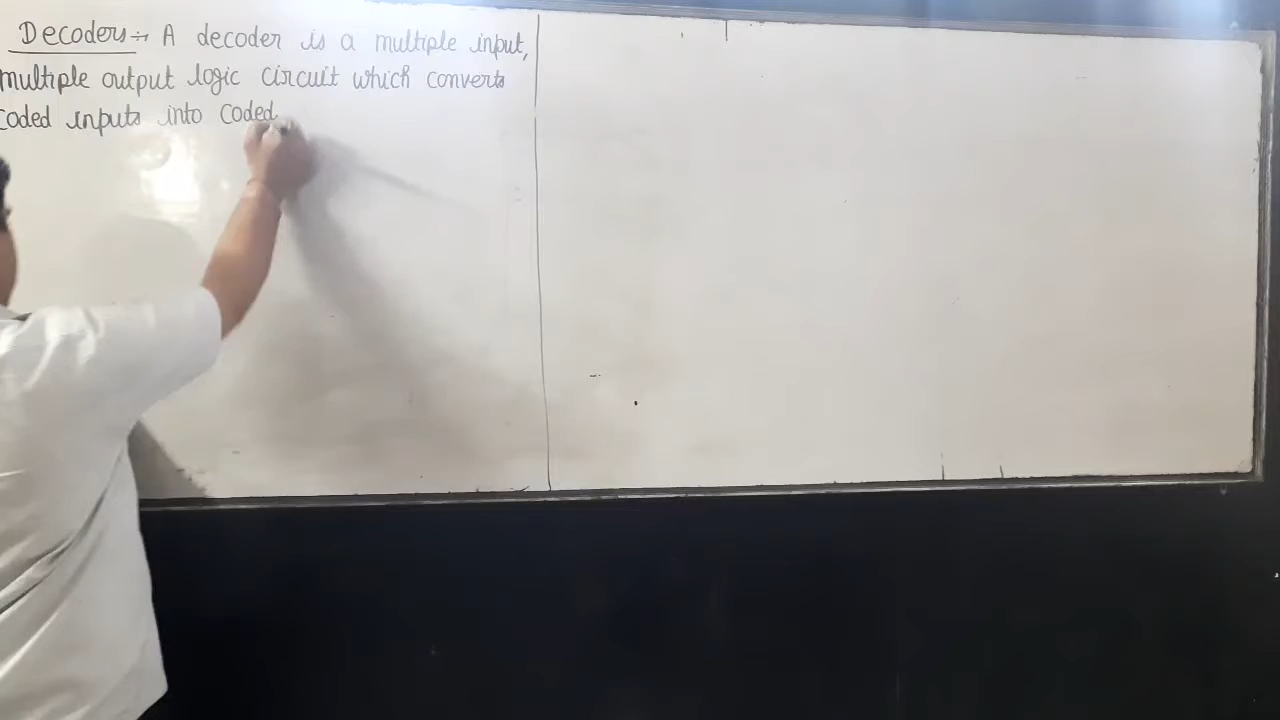 Decoders÷ A decoder is a multiple input,
multiple output logic circuit which converts
coded inputs into coded